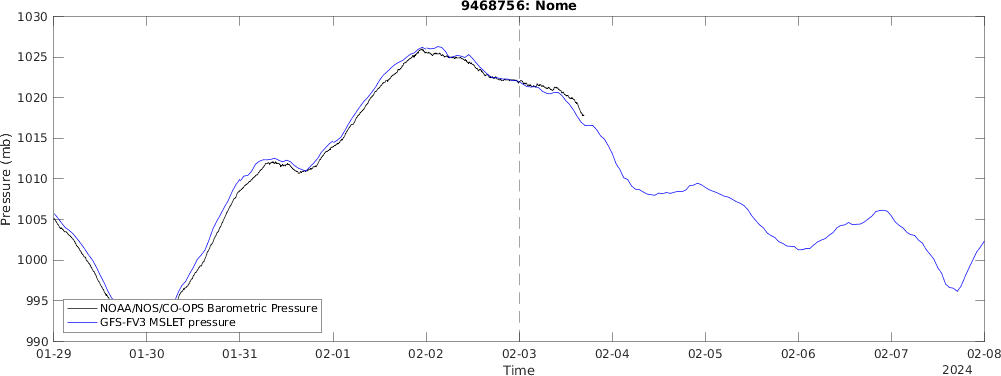 9468756: Nome
1030
1025
1020
1015
1010
1005
1000
995
990
Pressure (mb)
NOAA/NOS/CO-OPS Barometric Pressure
GFS-FV3 MSLET pressure
01-29 01-30 01-31 02-01 02-02 02-03 02-04 02-05 02-06 02-07 02-08
Time
2024